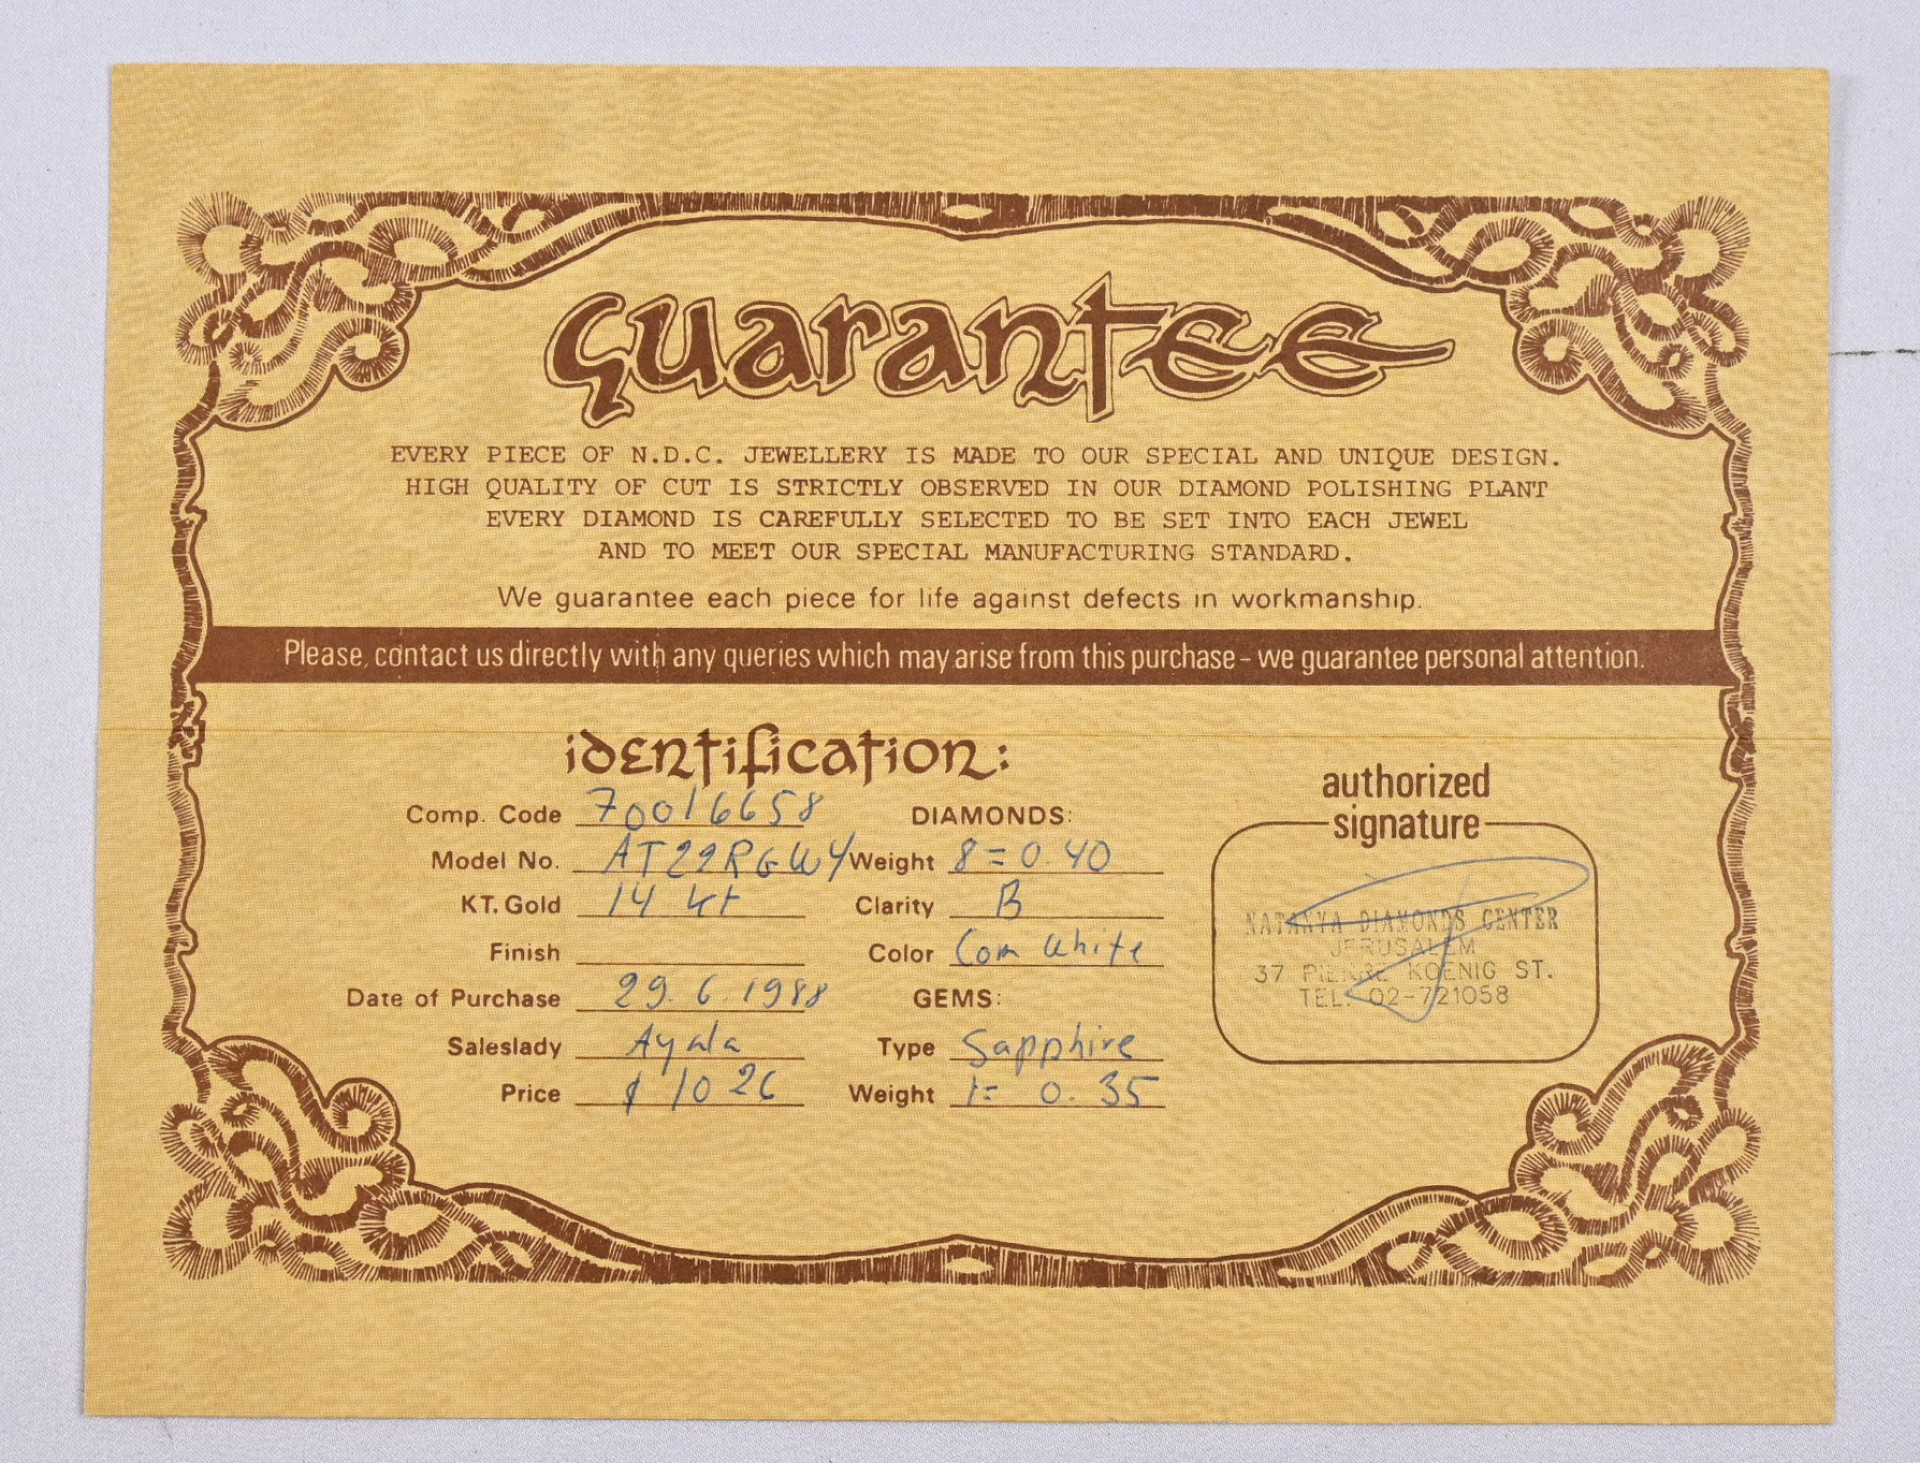 guarantee
EVERY PIECE OF N.D.C. JEWELLERY IS MADE TO OUR SPECIAL AND UNIQUE DESIGN.
HIGH QUALITY OF CUT IS STRICTLY OBSERVED IN OUR DIAMOND POLISHING PLANT
EVERY DIAMOND IS CAREFULLY SELECTED TO BE SET INTO EACH JEWEL
AND TO MEET OUR SPECIAL MANUFACTURING STANDARD.
We guarantee each piece for life against defects in workmanship.
Please, contact us directly with any queries which may arise from this purchase - we guarantee personal attention.
identification:
Comp. Code 70016658
Model No. AT22RGW4
KT. Gold 14 kt
Finish
Date of Purchase 29.6.1988
Saleslady Ayala
Price $ 1026
DIAMONDS:
Weight 8=0.40
Clarity B
Color Com White
GEMS:
Type Sapphire
Weight 1= 0.35
authorized
signature
NATANYA DIAMONDS CENTER
JERUSALEM
37 PIERRE KOENIG ST.
TEL. 02-721058